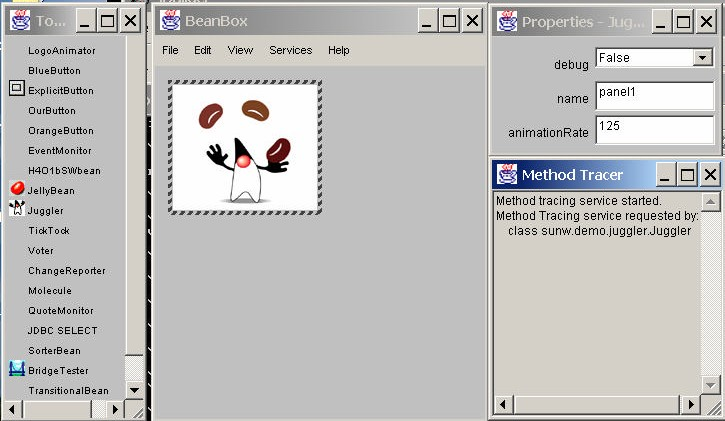 To...
LogoAnimator
BlueButton
ExplicitButton
OurButton
OrangeButton
EventMonitor
H4O1bSWbean
JellyBean
Juggler
TickTock
Voter
ChangeReporter
Molecule
QuoteMonitor
JDBC SELECT
SorterBean
BridgeTester
TransitionalBean
BeanBox
File Edit View Services Help
Properties - Jug...
debug False
name panel1
animationRate 125
Method Tracer
Method tracing service started.
Method Tracing service requested by:
class sunw.demo.juggler.Juggler